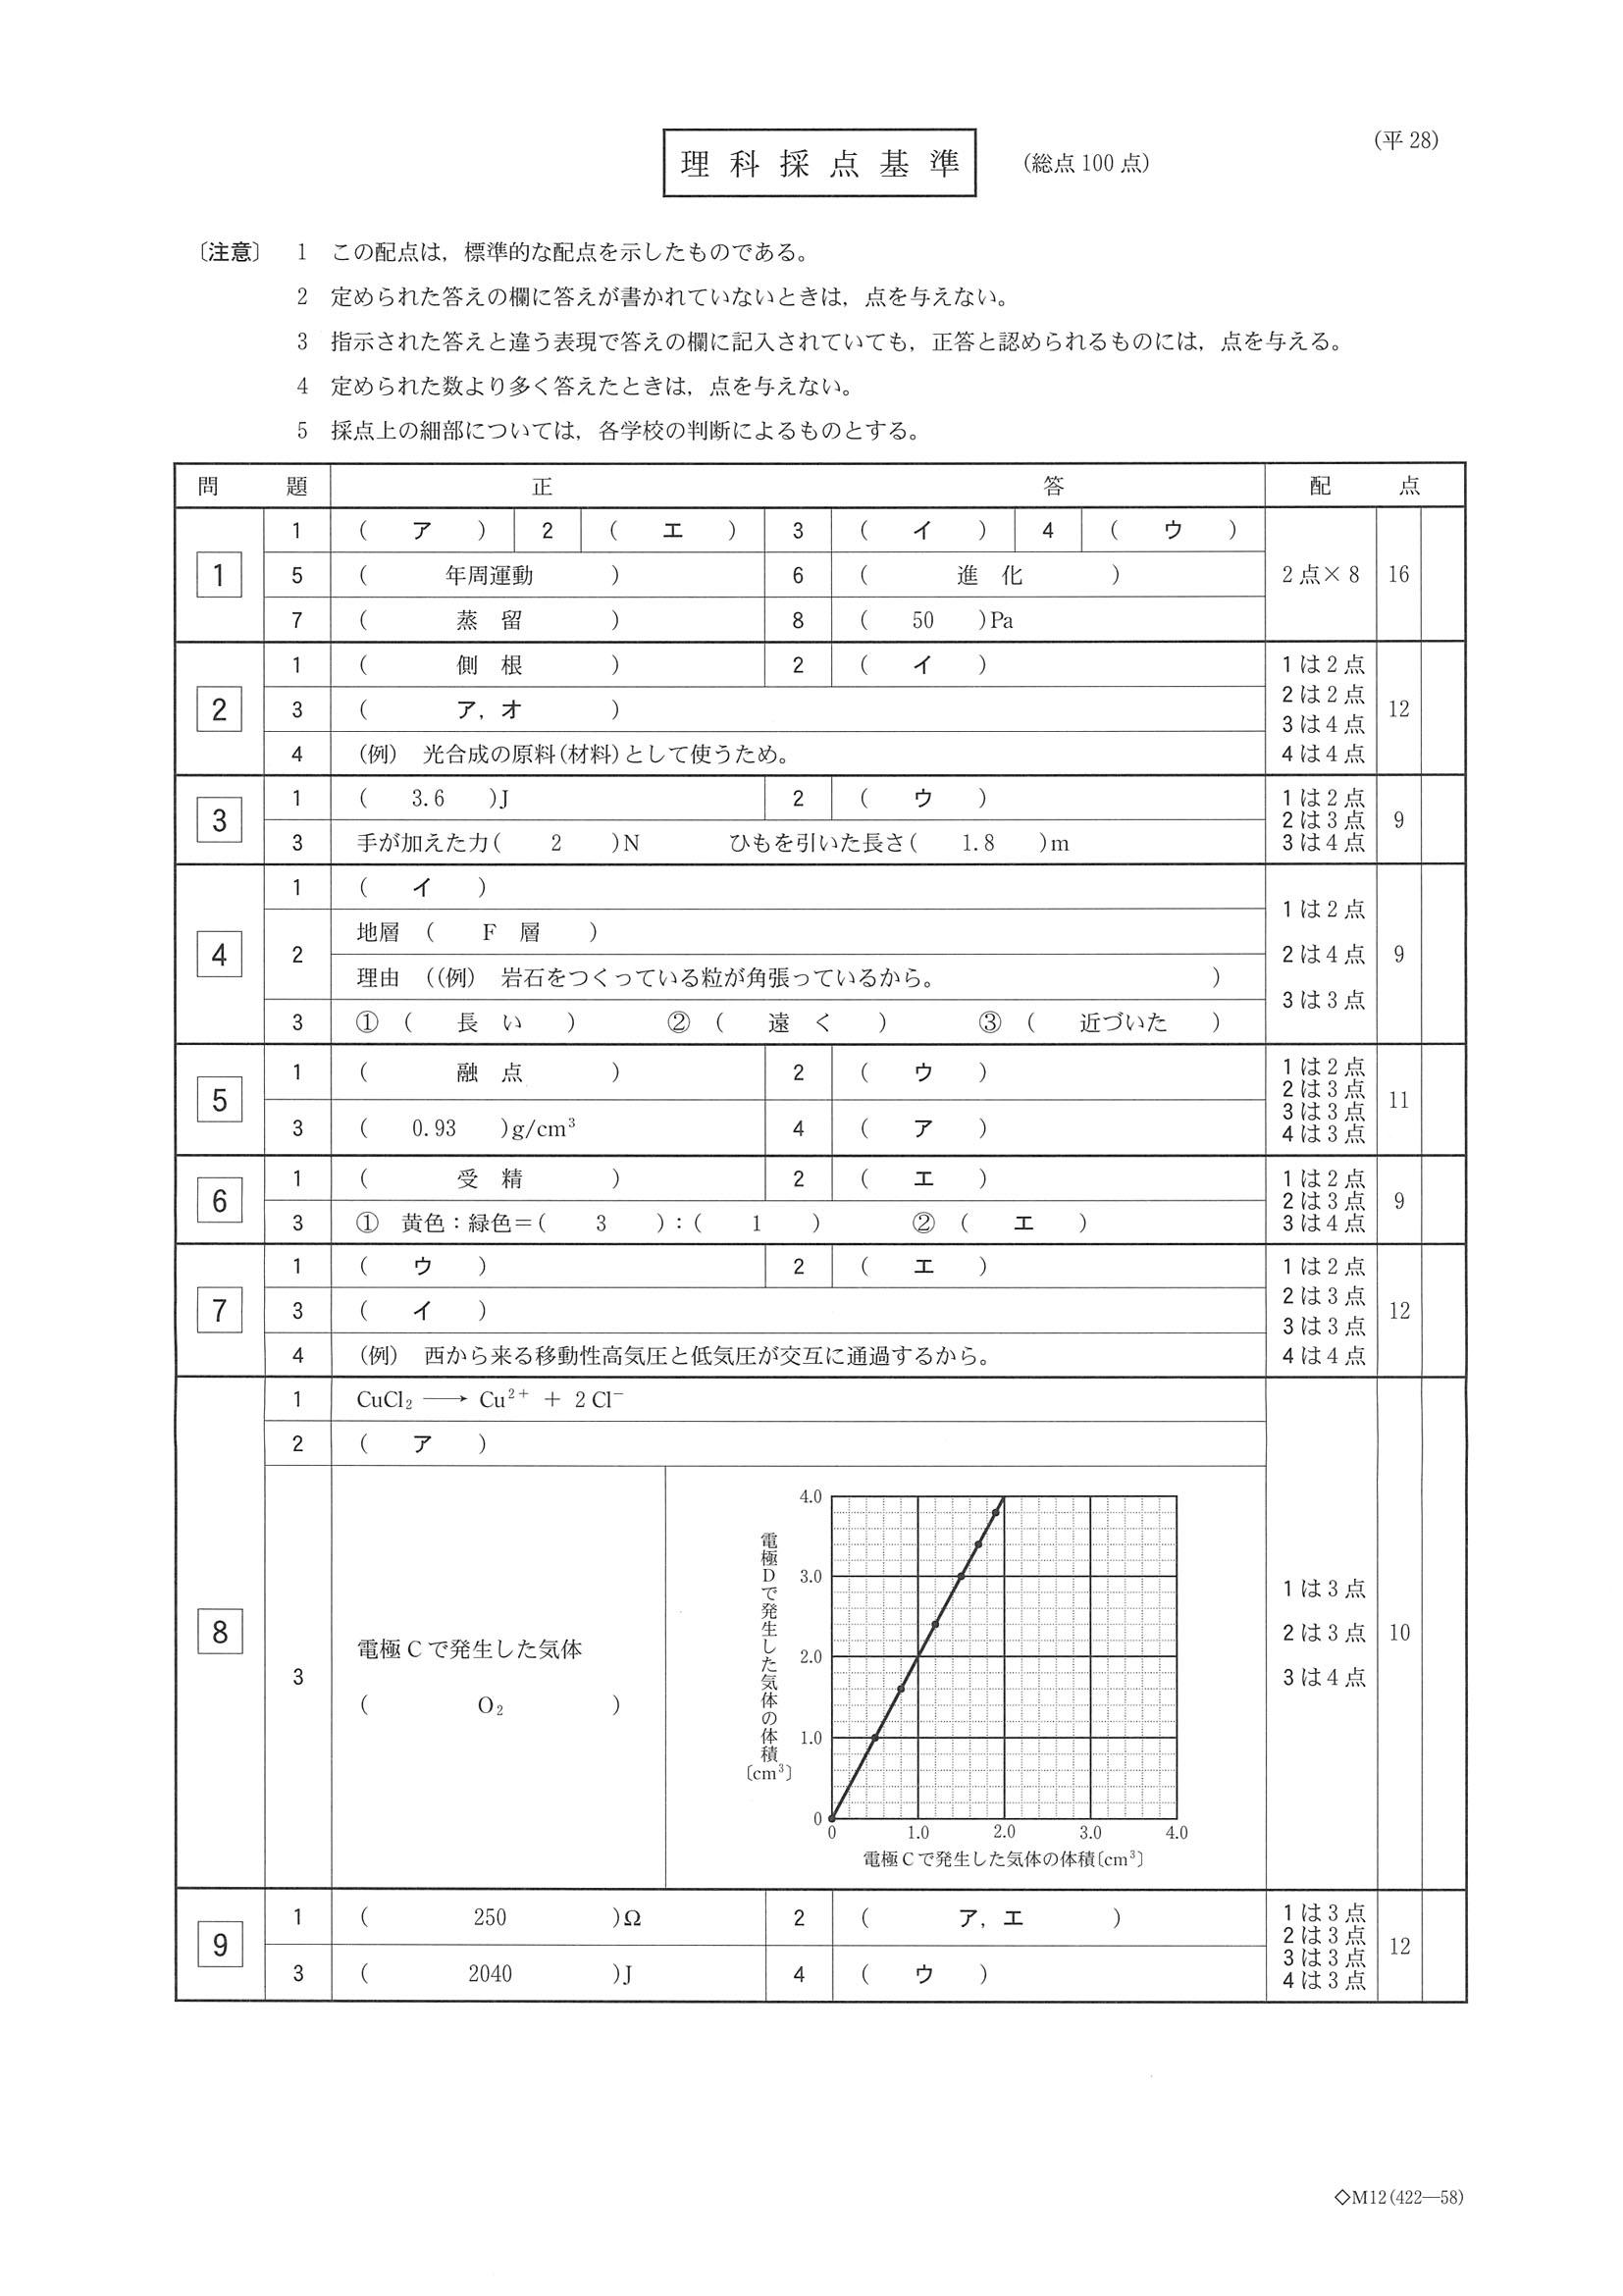 (平 28)
理科採点基準 (総点 100 点)
〔注意〕 1 この配点は，標準的な配点を示したものである。
2 定められた答えの欄に答えが書かれていないときは，点を与えない。
3 指示された答えと違う表現で答えの欄に記入されていても，正答と認められるものには，点を与える。
4 定められた数より多く答えたときは，点を与えない。
5 採点上の細部については，各学校の判断によるものとする。
問 題 正 答 配 点
1
1 ( ア ) 2 ( エ ) 3 ( イ ) 4 ( ウ )
5 ( 年周運動 ) 6 ( 進 化 ) 2点×8 16
7 ( 蒸 留 ) 8 ( 50 )Pa
2
1 ( 側 根 ) 2 ( イ ) 1は2点
2は2点
3 ( ア，オ ) 12
3は4点
4 (例) 光合成の原料(材料)として使うため。 4は4点
3
1 ( 3.6 )J 2 ( ウ ) 1は2点
2は3点 9
3 手が加えた力( 2 )N ひもを引いた長さ( 1.8 )m 3は4点
4
1 ( イ ) 1は2点
2 地層 ( F 層 )
2は4点 9
理由 ((例) 岩石をつくっている粒が角張っているから。 )
3は3点
3 ① ( 長 い ) ② ( 遠 く ) ③ ( 近づいた )
5
1 ( 融 点 ) 2 ( ウ ) 1は2点
2は3点 11
3は3点
3 ( 0.93 )g/cm³ 4 ( ア ) 4は3点
6
1 ( 受 精 ) 2 ( エ ) 1は2点
2は3点 9
3 ① 黄色：緑色＝( 3 )：( 1 ) ② ( エ ) 3は4点
7
1 ( ウ ) 2 ( エ ) 1は2点
2は3点
3 ( イ ) 12
3は3点
4 (例) 西から来る移動性高気圧と低気圧が交互に通過するから。 4は4点
8
1 CuCl₂ ⟶ Cu²⁺ + 2 Cl⁻
2 ( ア )
3
電極Cで発生した気体
( O₂ )
電極Dで発生した気体の体積〔cm³〕
4.0
3.0
2.0
1.0
0
0 1.0 2.0 3.0 4.0
電極Cで発生した気体の体積〔cm³〕
1は3点
2は3点 10
3は4点
9
1 ( 250 )Ω 2 ( ア，エ ) 1は3点
2は3点 12
3は3点
3 ( 2040 )J 4 ( ウ ) 4は3点
◇M12(422—58)